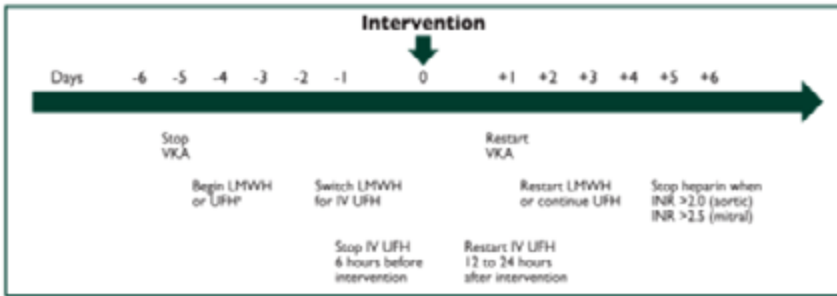 Intervention
Days -6 -5 -4 -3 -2 -1 0 +1 +2 +3 +4 +5 +6
Stop
VKA
Restart
VKA
Begin LMWH
or UFHª
Switch LMWH
for IV UFH
Restart LMWH
or continue UFH
Stop heparin when
INR >2.0 (aortic)
INR >2.5 (mitral)
Stop IV UFH
6 hours before
intervention
Restart IV UFH
12 to 24 hours
after intervention